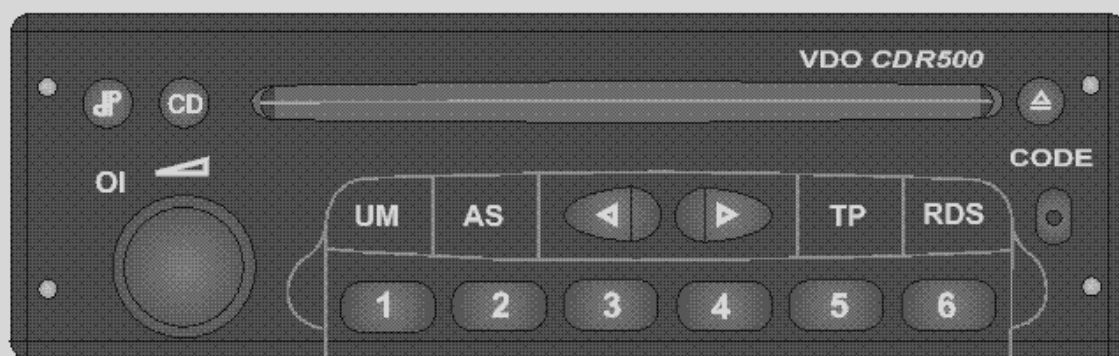 VDO CDR500
CD
CODE
OI
UM AS TP RDS
1 2 3 4 5 6